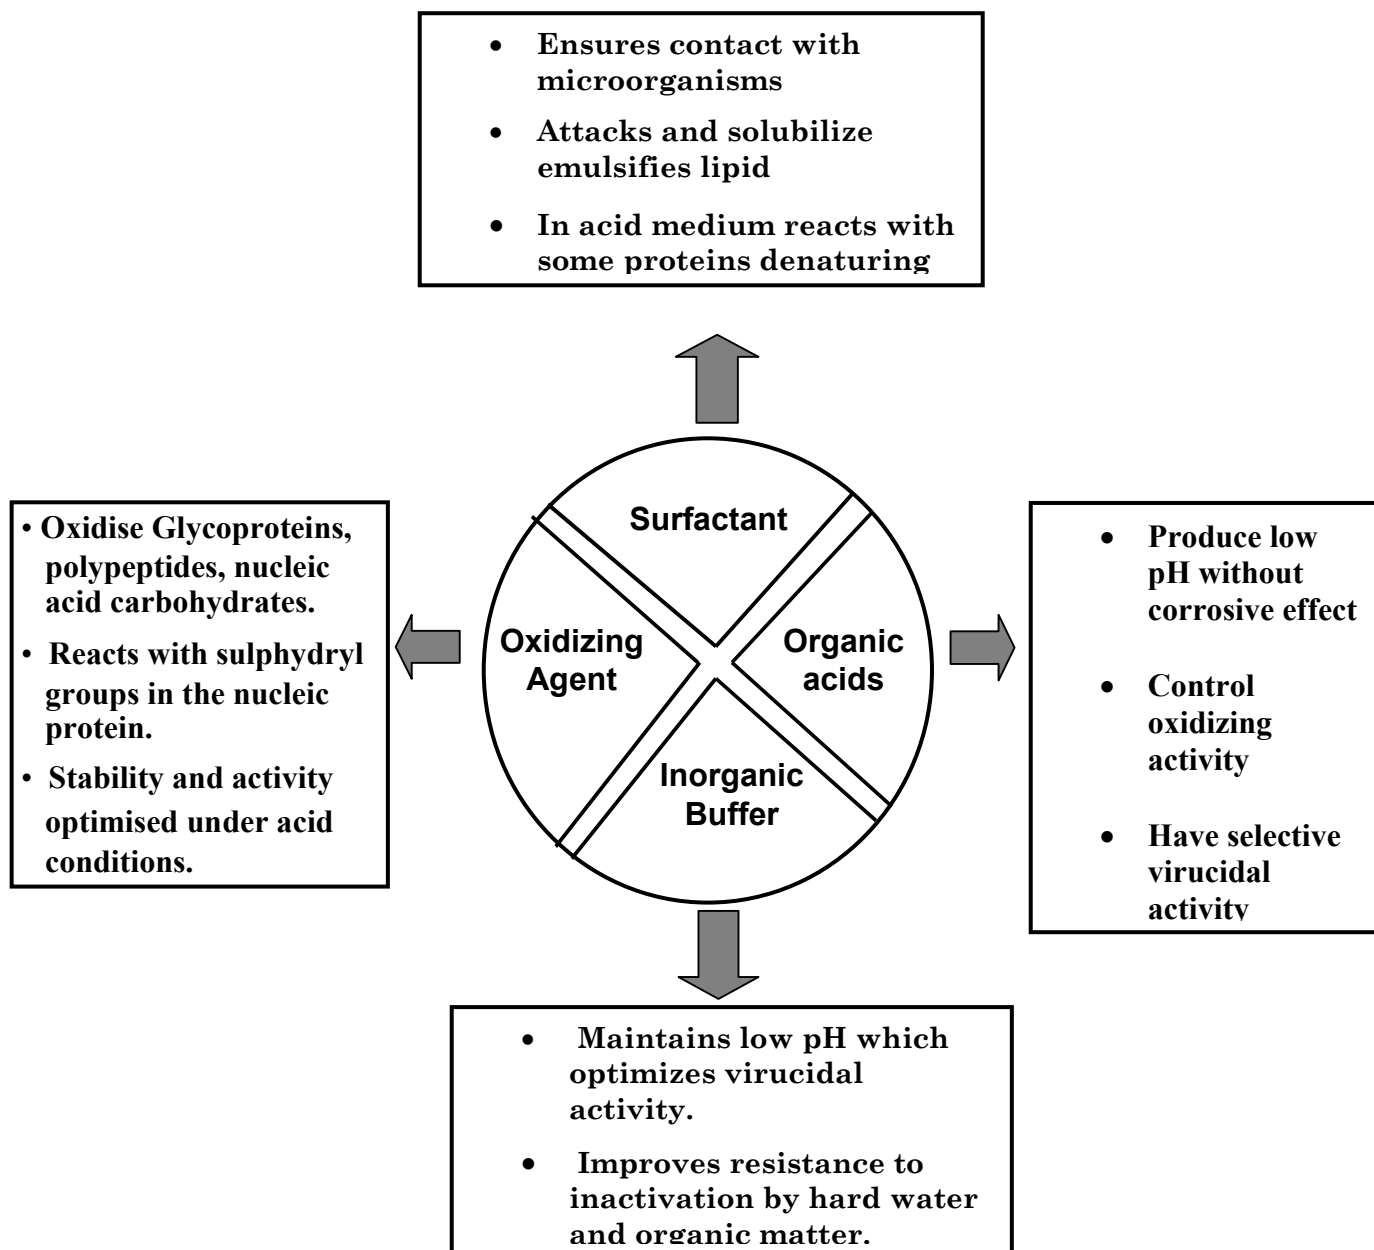 • Ensures contact with
microorganisms
• Attacks and solubilize
emulsifies lipid
• In acid medium reacts with
some proteins denaturing
Surfactant
Oxidizing
Agent
Organic
acids
Inorganic
Buffer
• Oxidise Glycoproteins,
polypeptides, nucleic
acid carbohydrates.
• Reacts with sulphydryl
groups in the nucleic
protein.
• Stability and activity
optimised under acid
conditions.
• Produce low
pH without
corrosive effect
• Control
oxidizing
activity
• Have selective
virucidal
activity
• Maintains low pH which
optimizes virucidal
activity.
• Improves resistance to
inactivation by hard water
and organic matter.